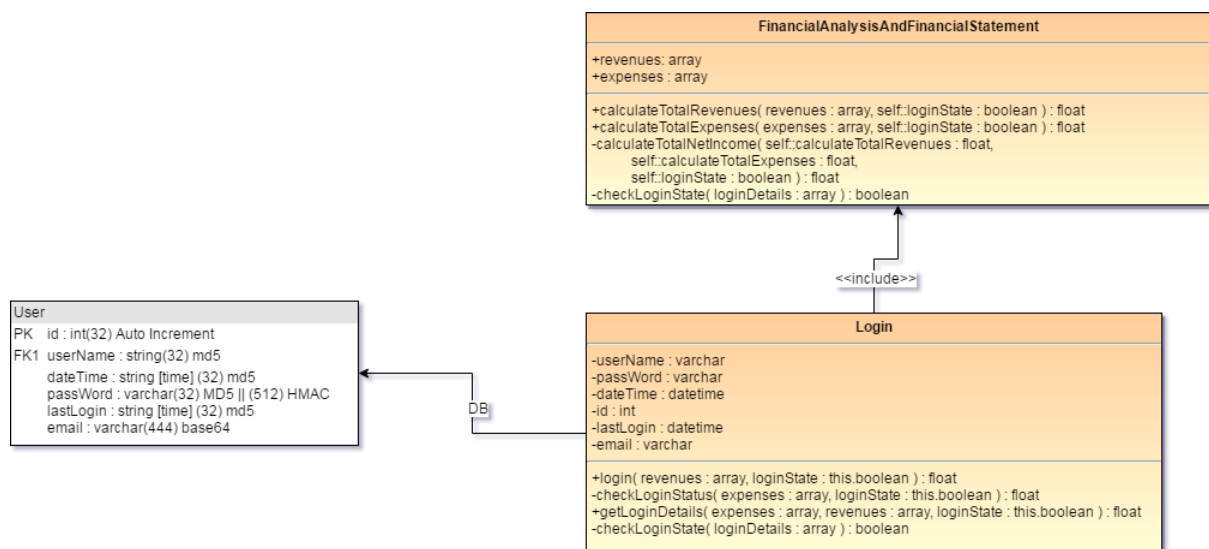 FinancialAnalysisAndFinancialStatement
+revenues: array
+expenses : array
+calculateTotalRevenues( revenues : array, self::loginState : boolean ) : float
+calculateTotalExpenses( expenses : array, self::loginState : boolean ) : float
-calculateTotalNetIncome( self::calculateTotalRevenues : float,
self::calculateTotalExpenses : float,
self::loginState : boolean ) : float
-checkLoginState( loginDetails : array ) : boolean
<<include>>
User
PK id : int(32) Auto Increment
FK1 userName : string(32) md5
dateTime : string [time] (32) md5
passWord : varchar(32) MD5 || (512) HMAC
lastLogin : string [time] (32) md5
email : varchar(444) base64
DB
Login
-userName : varchar
-passWord : varchar
-dateTime : datetime
-id : int
-lastLogin : datetime
-email : varchar
+login( revenues : array, loginState : this.boolean ) : float
-checkLoginStatus( expenses : array, loginState : this.boolean ) : float
+getLoginDetails( expenses : array, revenues : array, loginState : this.boolean ) : float
-checkLoginState( loginDetails : array ) : boolean